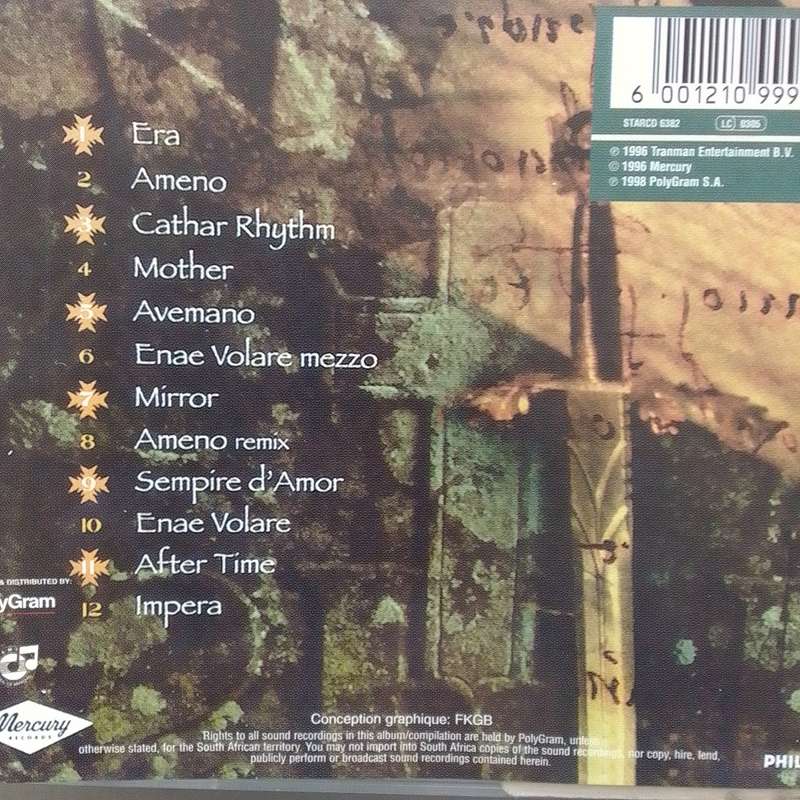 6 001210 999
STARCD 6382
LC 0305
℗ 1996 Tranman Entertainment B.V.
© 1996 Mercury
℗ 1998 PolyGram S.A.
1 Era
2 Ameno
3 Cathar Rhythm
4 Mother
5 Avemano
6 Enae Volare mezzo
7 Mirror
8 Ameno remix
9 Sempire d'Amor
10 Enae Volare
11 After Time
12 Impera
& DISTRIBUTED BY:
yGram
Mercury
RECORDS
Conception graphique: FKGB
Rights to all sound recordings in this album/compilation are held by PolyGram, unless
otherwise stated, for the South African territory. You may not import into South Africa copies of the sound recordings, nor copy, hire, lend,
publicly perform or broadcast sound recordings contained herein.
PHIL